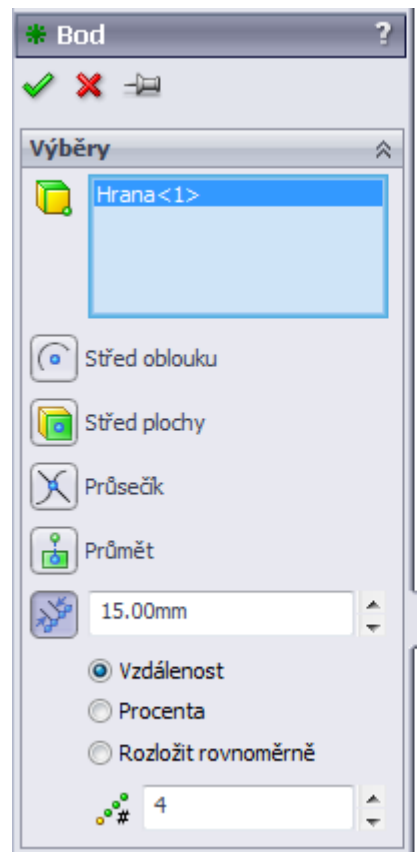 Bod ?
Výběry
Hrana<1>
Střed oblouku
Střed plochy
Průsečík
Průmět
15.00mm
Vzdálenost
Procenta
Rozložit rovnoměrně
# 4